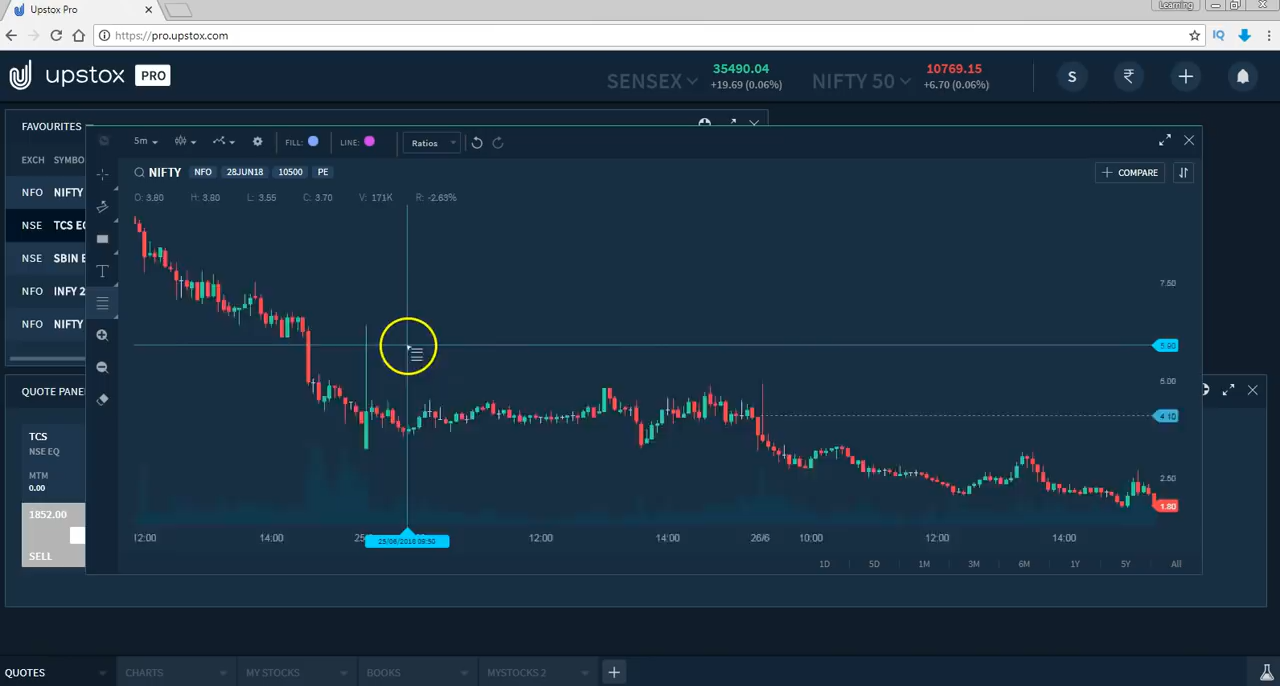 Upstox Pro
Learning
https://pro.upstox.com
IQ
upstox PRO
SENSEX
35490.04
+19.69 (0.06%)
NIFTY 50
10769.15
+6.70 (0.06%)
S
₹
FAVOURITES
EXCH SYMBO
NFO NIFTY
NSE TCS EQ
NSE SBIN E
NFO INFY 2
NFO NIFTY
5m
FILL:
LINE:
Ratios
NIFTY NFO 28JUN18 10500 PE
COMPARE
O: 3.80 H: 3.80 L: 3.55 C: 3.70 V: 171K R: -2.63%
T
7.50
5.90
5.00
4.10
2.50
1.80
12:00 14:00 25/ 12:00 14:00 26/6 10:00 12:00 14:00
25/06/2018 09:50
1D 5D 1M 3M 6M 1Y 5Y All
QUOTE PANE
TCS
NSE EQ
MTM
0.00
1852.00
SELL
QUOTES CHARTS MY STOCKS BOOKS MYSTOCKS 2